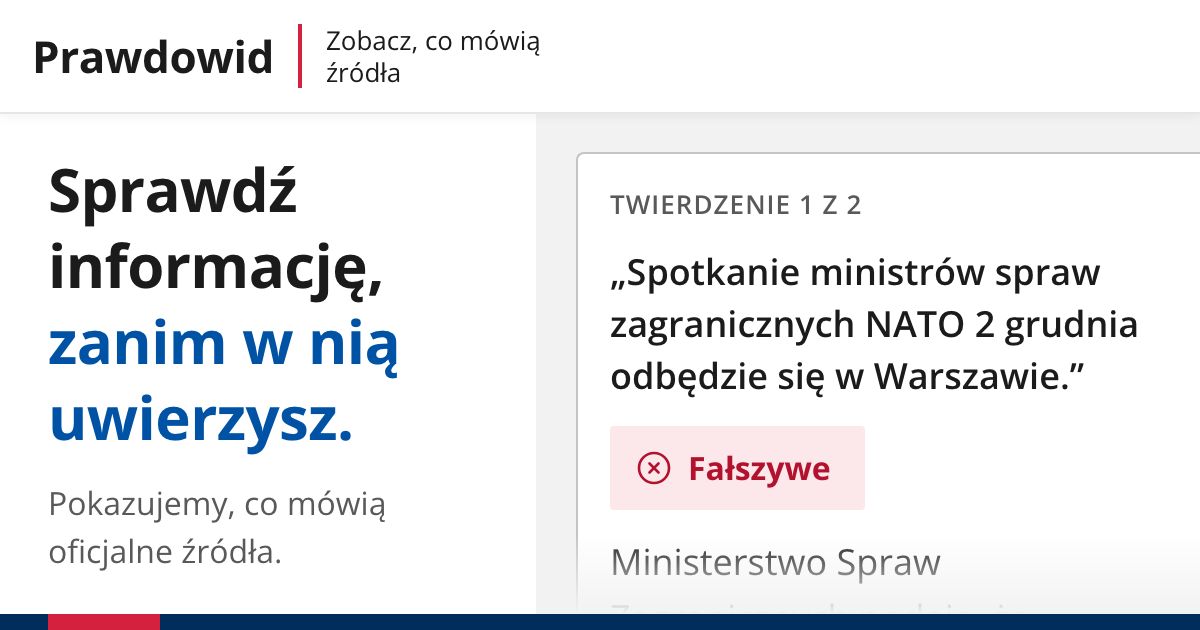 Prawdowid
Zobacz, co mówią
źródła
Sprawdź
informację,
zanim w nią
uwierzysz.
Pokazujemy, co mówią
oficjalne źródła.
TWIERDZENIE 1 Z 2
„Spotkanie ministrów spraw
zagranicznych NATO 2 grudnia
odbędzie się w Warszawie.”
Fałszywe
Ministerstwo Spraw